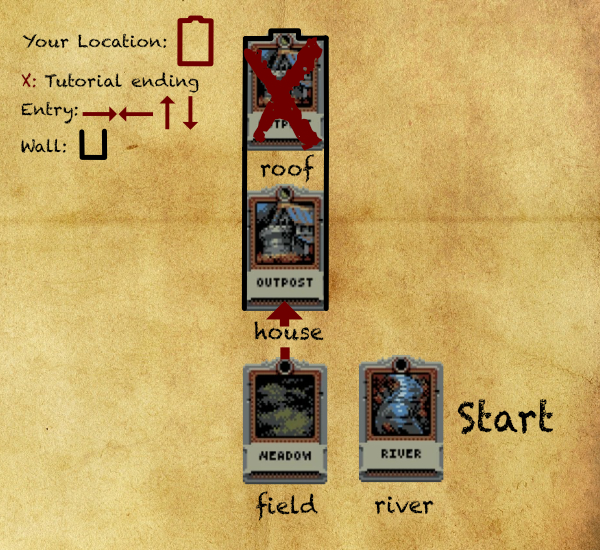 Your Location:
X: Tutorial ending
Entry:
Wall:
roof
OUTPOST
house
MEADOW
RIVER
Start
field
river